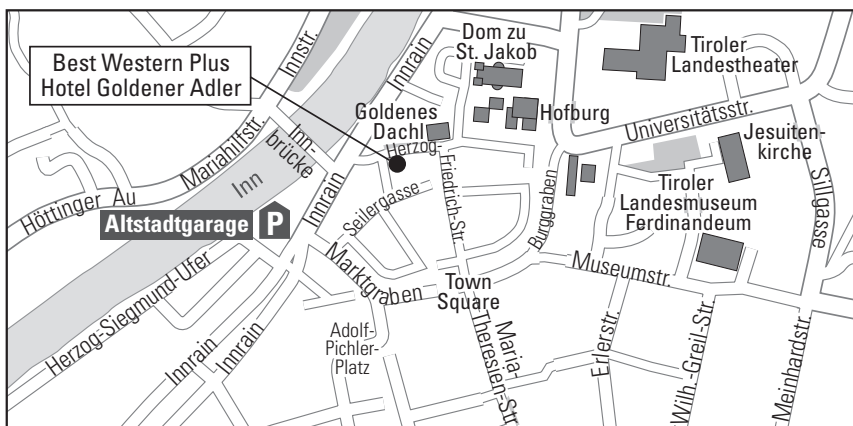 Best Western Plus
Hotel Goldener Adler
Innstr.
Innrain
Dom zu
St. Jakob
Tiroler
Landestheater
Goldenes
Dachl
Hofburg
Universitätsstr.
Jesuiten-
kirche
Mariahilfstr.
Inn-
brücke
Herzog-
Friedrich-Str.
Inn
Höttinger Au
Altstadtgarage P
Innrain
Seilergasse
Burggraben
Tiroler
Landesmuseum
Ferdinandeum
Sillgasse
Marktgraben
Town
Square
Museumstr.
Herzog-Siegmund-Ufer
Innrain
Innrain
Adolf-
Pichler-
Platz
Maria-
Theresien-Str.
Erlerstr.
Wilh.-Greil-Str.
Meinhardstr.